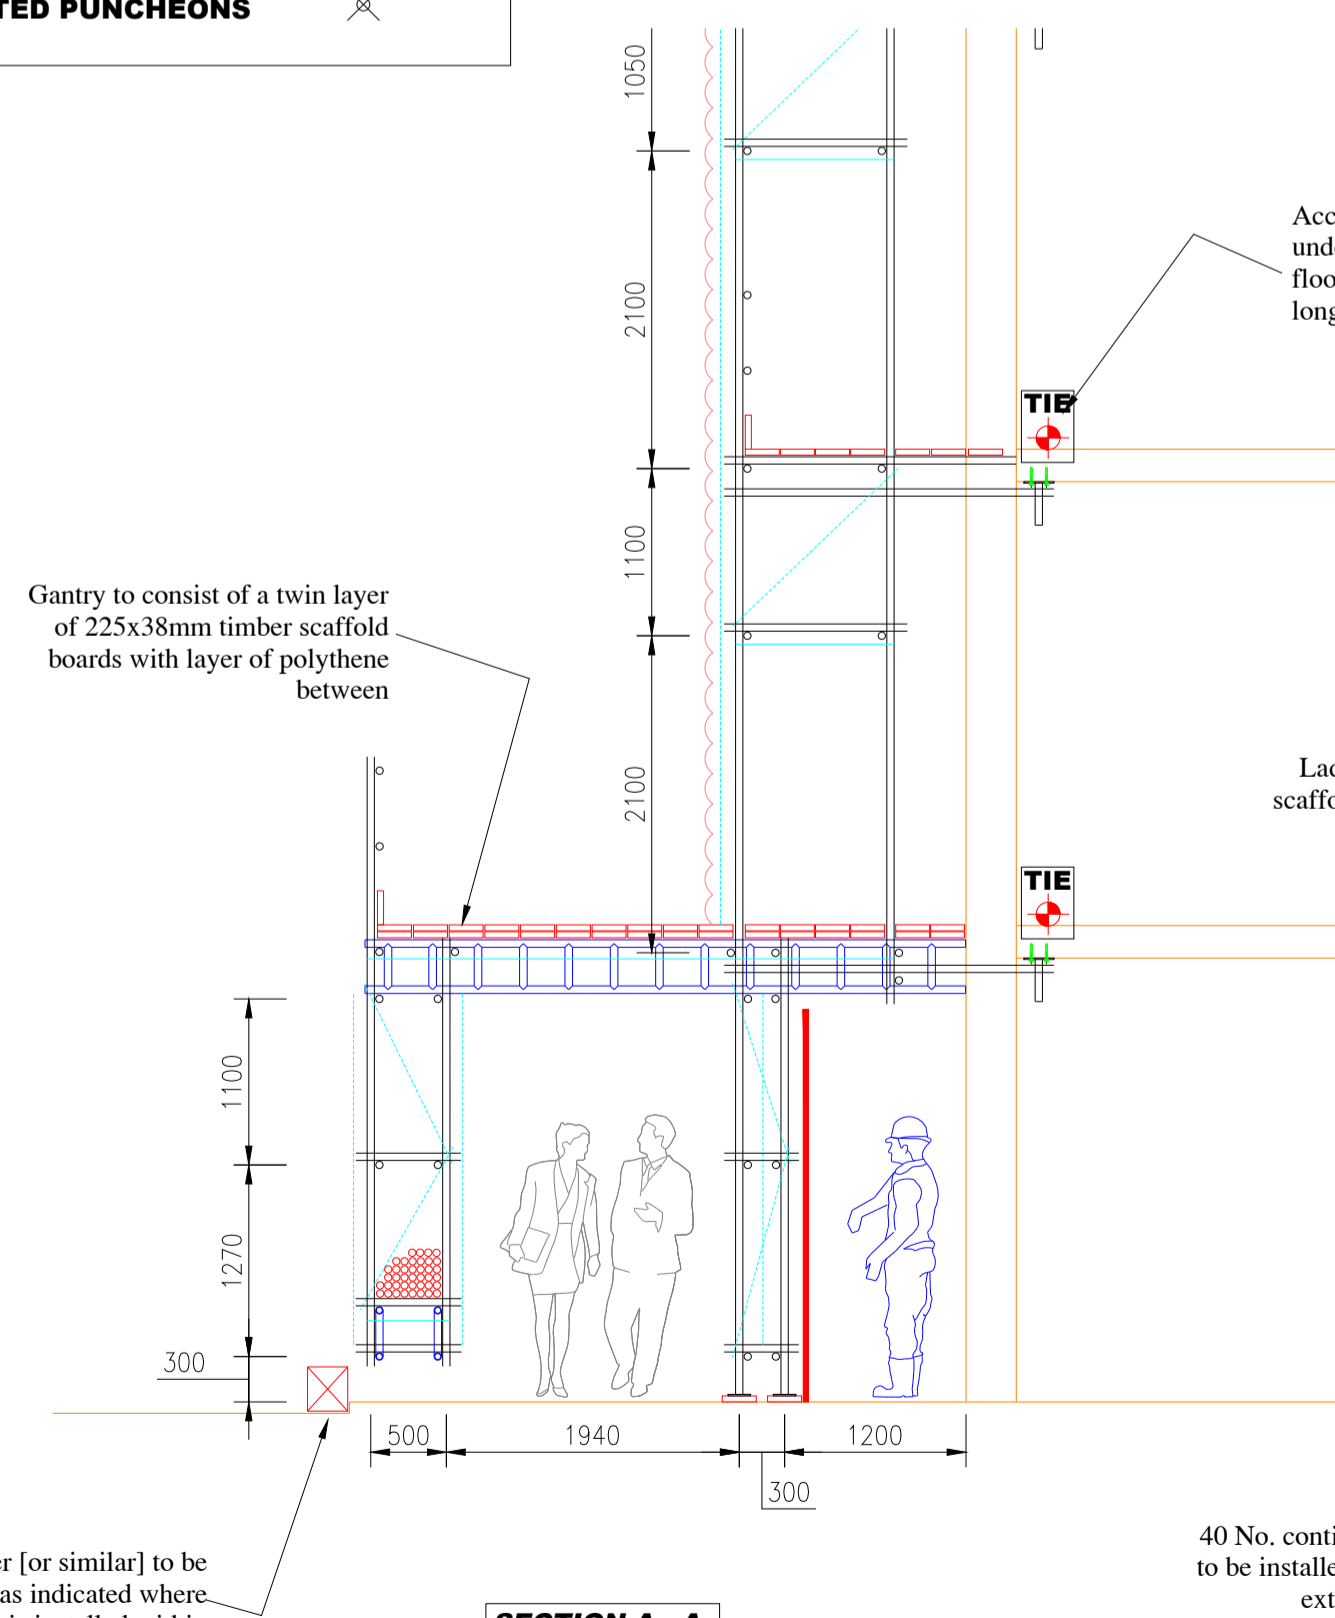 TED PUNCHEONS
1050
2100
1100
2100
TIE
TIE
Acc
und
floo
long
Gantry to consist of a twin layer
of 225x38mm timber scaffold
boards with layer of polythene
between
Lad
scaffo
1100
1270
300
500
1940
1200
300
er [or similar] to be
as indicated where
40 No. conti
to be installe
ext
SECTION A - A